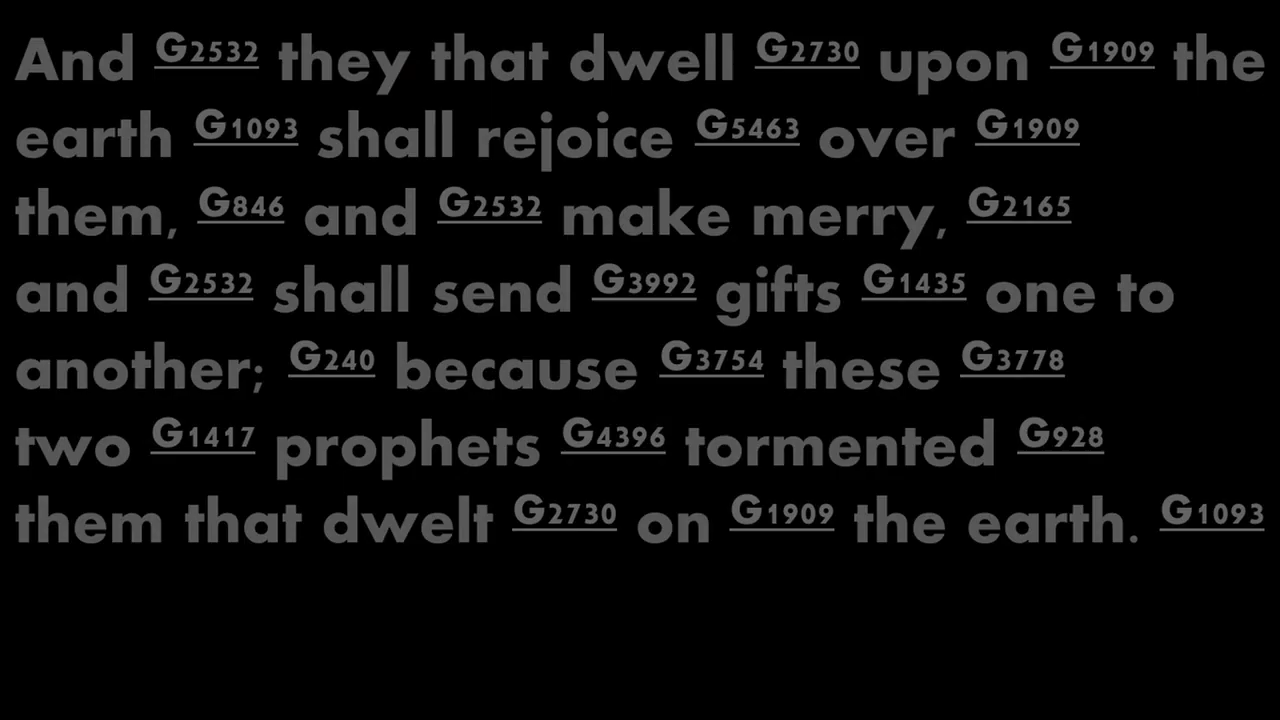 And G2532 they that dwell G2730 upon G1909 the
earth G1093 shall rejoice G5463 over G1909
them, G846 and G2532 make merry, G2165
and G2532 shall send G3992 gifts G1435 one to
another; G240 because G3754 these G3778
two G1417 prophets G4396 tormented G928
them that dwelt G2730 on G1909 the earth. G1093